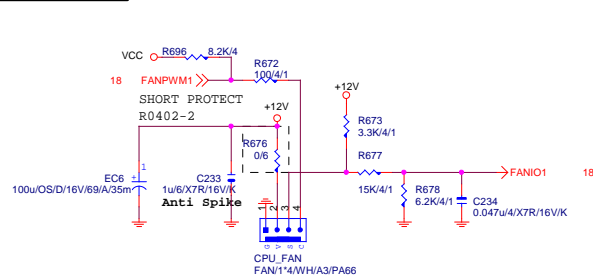 VCC
R696
8.2K/4
R672
100/4/1
18
FANPWM1
SHORT PROTECT
R0402-2
+12V
+12V
R673
3.3K/4/1
R676
0/6
R677
15K/4/1
FANIO1
18
1
+
EC6
100u/OS/D/16V/69/A/35m
C233
1u/6/X7R/16V/K
Anti Spike
R678
6.2K/4/1
C234
0.047u/4/X7R/16V/K
1
2
3
4
G
V
S
C
CPU_FAN
FAN/1*4/WH/A3/PA66